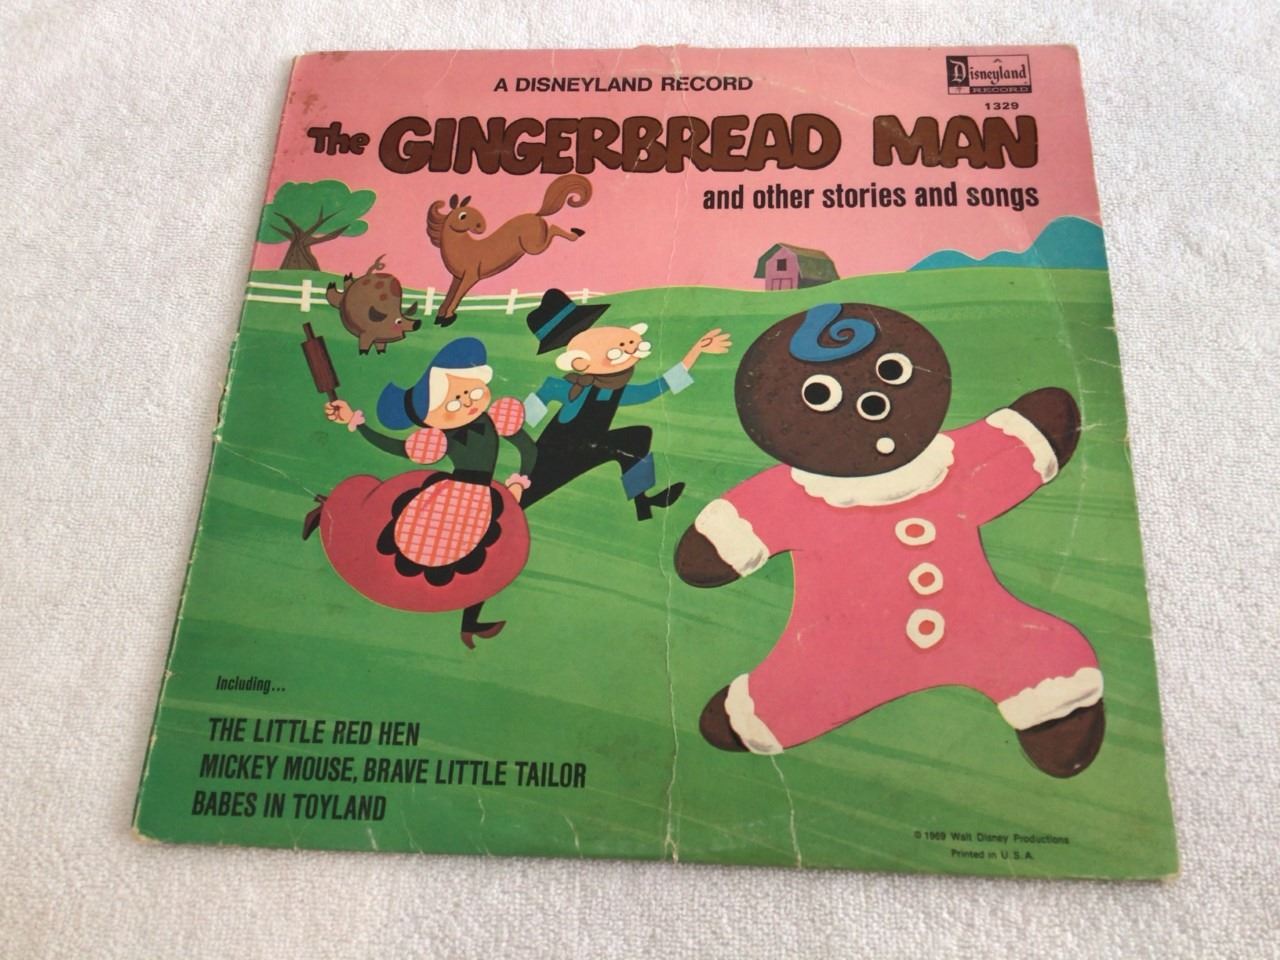 A DISNEYLAND RECORD
Disneyland
RECORD
1329
The GINGERBREAD MAN
and other stories and songs
Including...
THE LITTLE RED HEN
MICKEY MOUSE, BRAVE LITTLE TAILOR
BABES IN TOYLAND
© 1969 Walt Disney Productions
Printed in U.S.A.